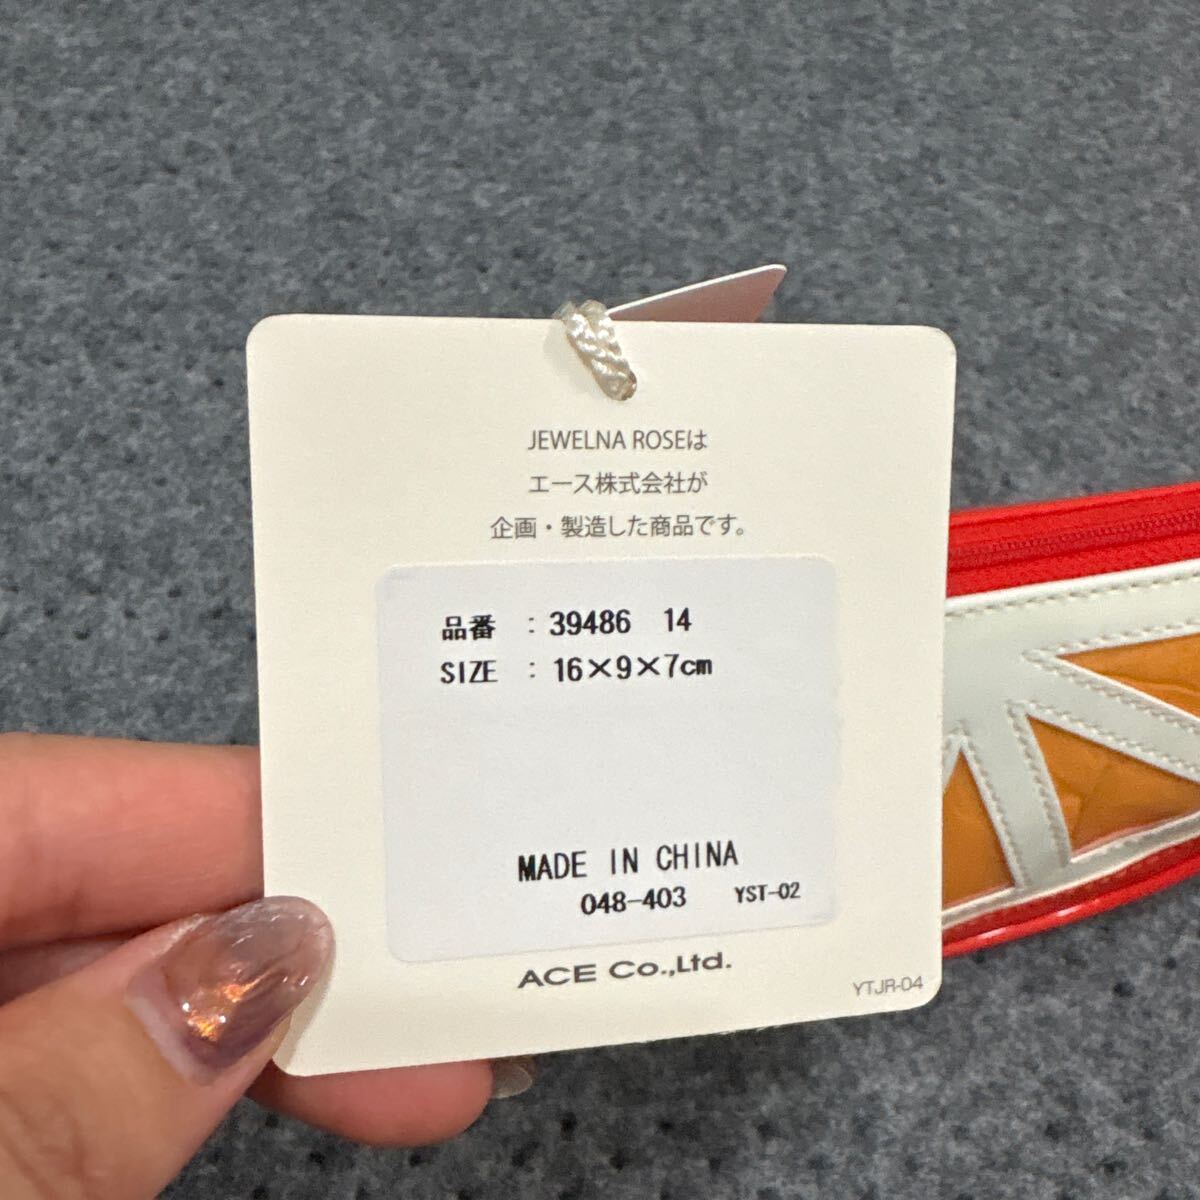 JEWELNA ROSEは
エース株式会社が
企画・製造した商品です。
品番 : 39486 14
SIZE : 16×9×7cm
MADE IN CHINA
048-403 YST-02
ACE Co.,Ltd.
YTJR-04